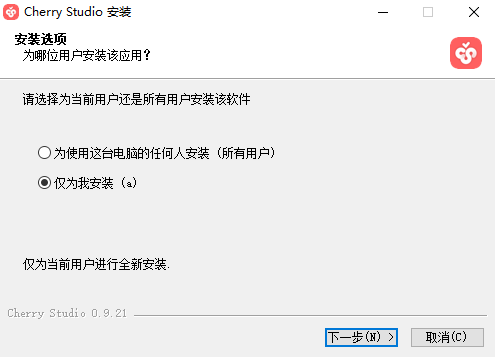 Cherry Studio 安装
安装选项
为哪位用户安装该应用？
请选择为当前用户还是所有用户安装该软件
为使用这台电脑的任何人安装（所有用户）
仅为我安装（a）
仅为当前用户进行全新安装.
Cherry Studio 0.9.21
下一步(N) >
取消(C)